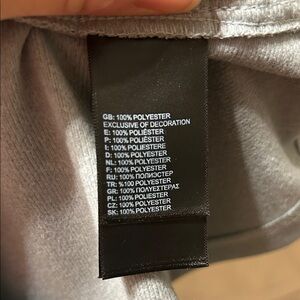 GB: 100% POLYESTER
EXCLUSIVE OF DECORATION
E: 100% POLIÉSTER
P: 100% POLIÉSTER
I: 100% POLIESTERE
D: 100% POLYESTER
NL: 100% POLYESTER
F: 100% POLYESTER
RU: 100% ПОЛИЭСТЕР
TR: %100 POLYESTER
GR: 100% ΠΟΛΥΕΣΤΕΡΑΣ
PL: 100% POLIESTER
CZ: 100% POLYESTER
SK: 100% POLYESTER